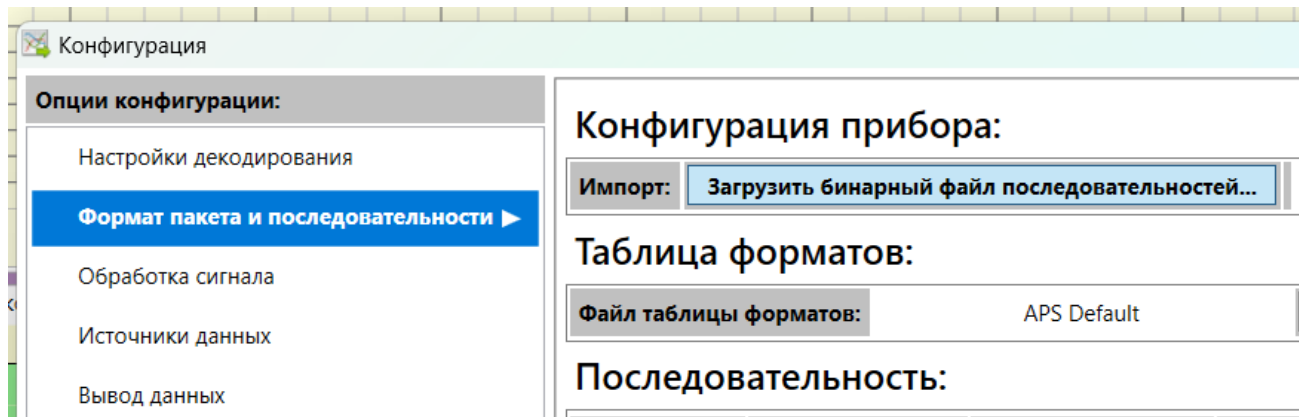 Конфигурация
Опции конфигурации:
Настройки декодирования
Формат пакета и последовательности ▶
Обработка сигнала
Источники данных
Вывод данных
Конфигурация прибора:
Импорт: Загрузить бинарный файл последовательностей...
Таблица форматов:
Файл таблицы форматов: APS Default
Последовательность: